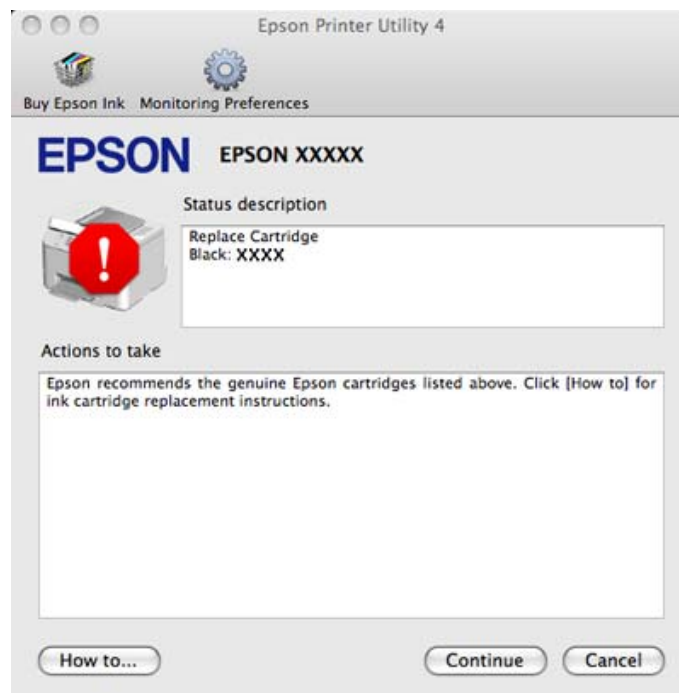 Epson Printer Utility 4
Buy Epson Ink Monitoring Preferences
EPSON EPSON XXXXX
Status description
Replace Cartridge
Black: XXXX
!
Actions to take
Epson recommends the genuine Epson cartridges listed above. Click [How to] for
ink cartridge replacement instructions.
How to... Continue Cancel